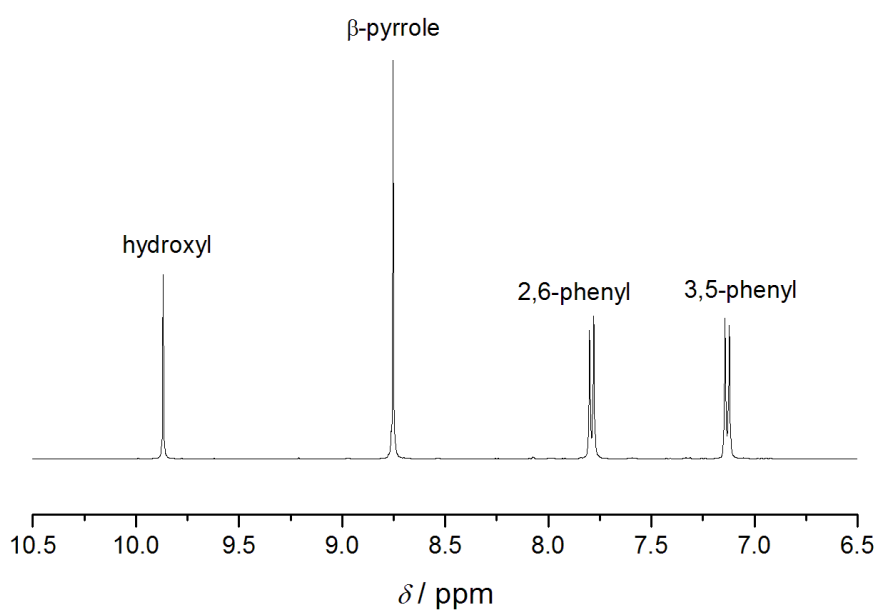 β-pyrrole
hydroxyl
2,6-phenyl
3,5-phenyl
10.5 10.0 9.5 9.0 8.5 8.0 7.5 7.0 6.5
δ / ppm